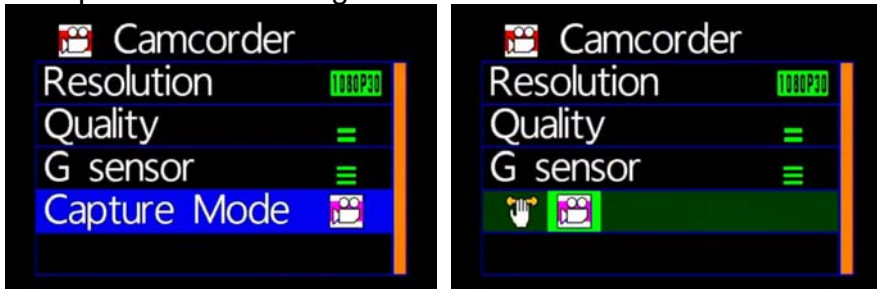 Camcorder
Resolution 1080P30
Quality
G sensor
Capture Mode
Camcorder
Resolution 1080P30
Quality
G sensor